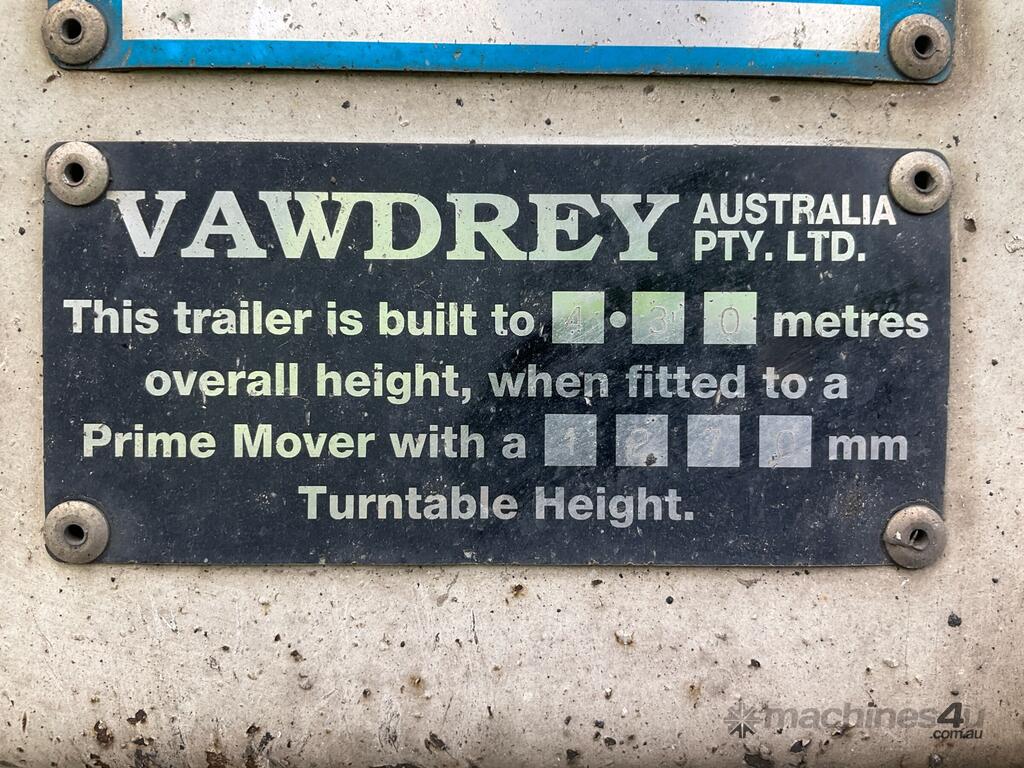 VAWDREY AUSTRALIA PTY. LTD.
This trailer is built to 4·30 metres
overall height, when fitted to a
Prime Mover with a 1270 mm
Turntable Height.
machines4u
.com.au